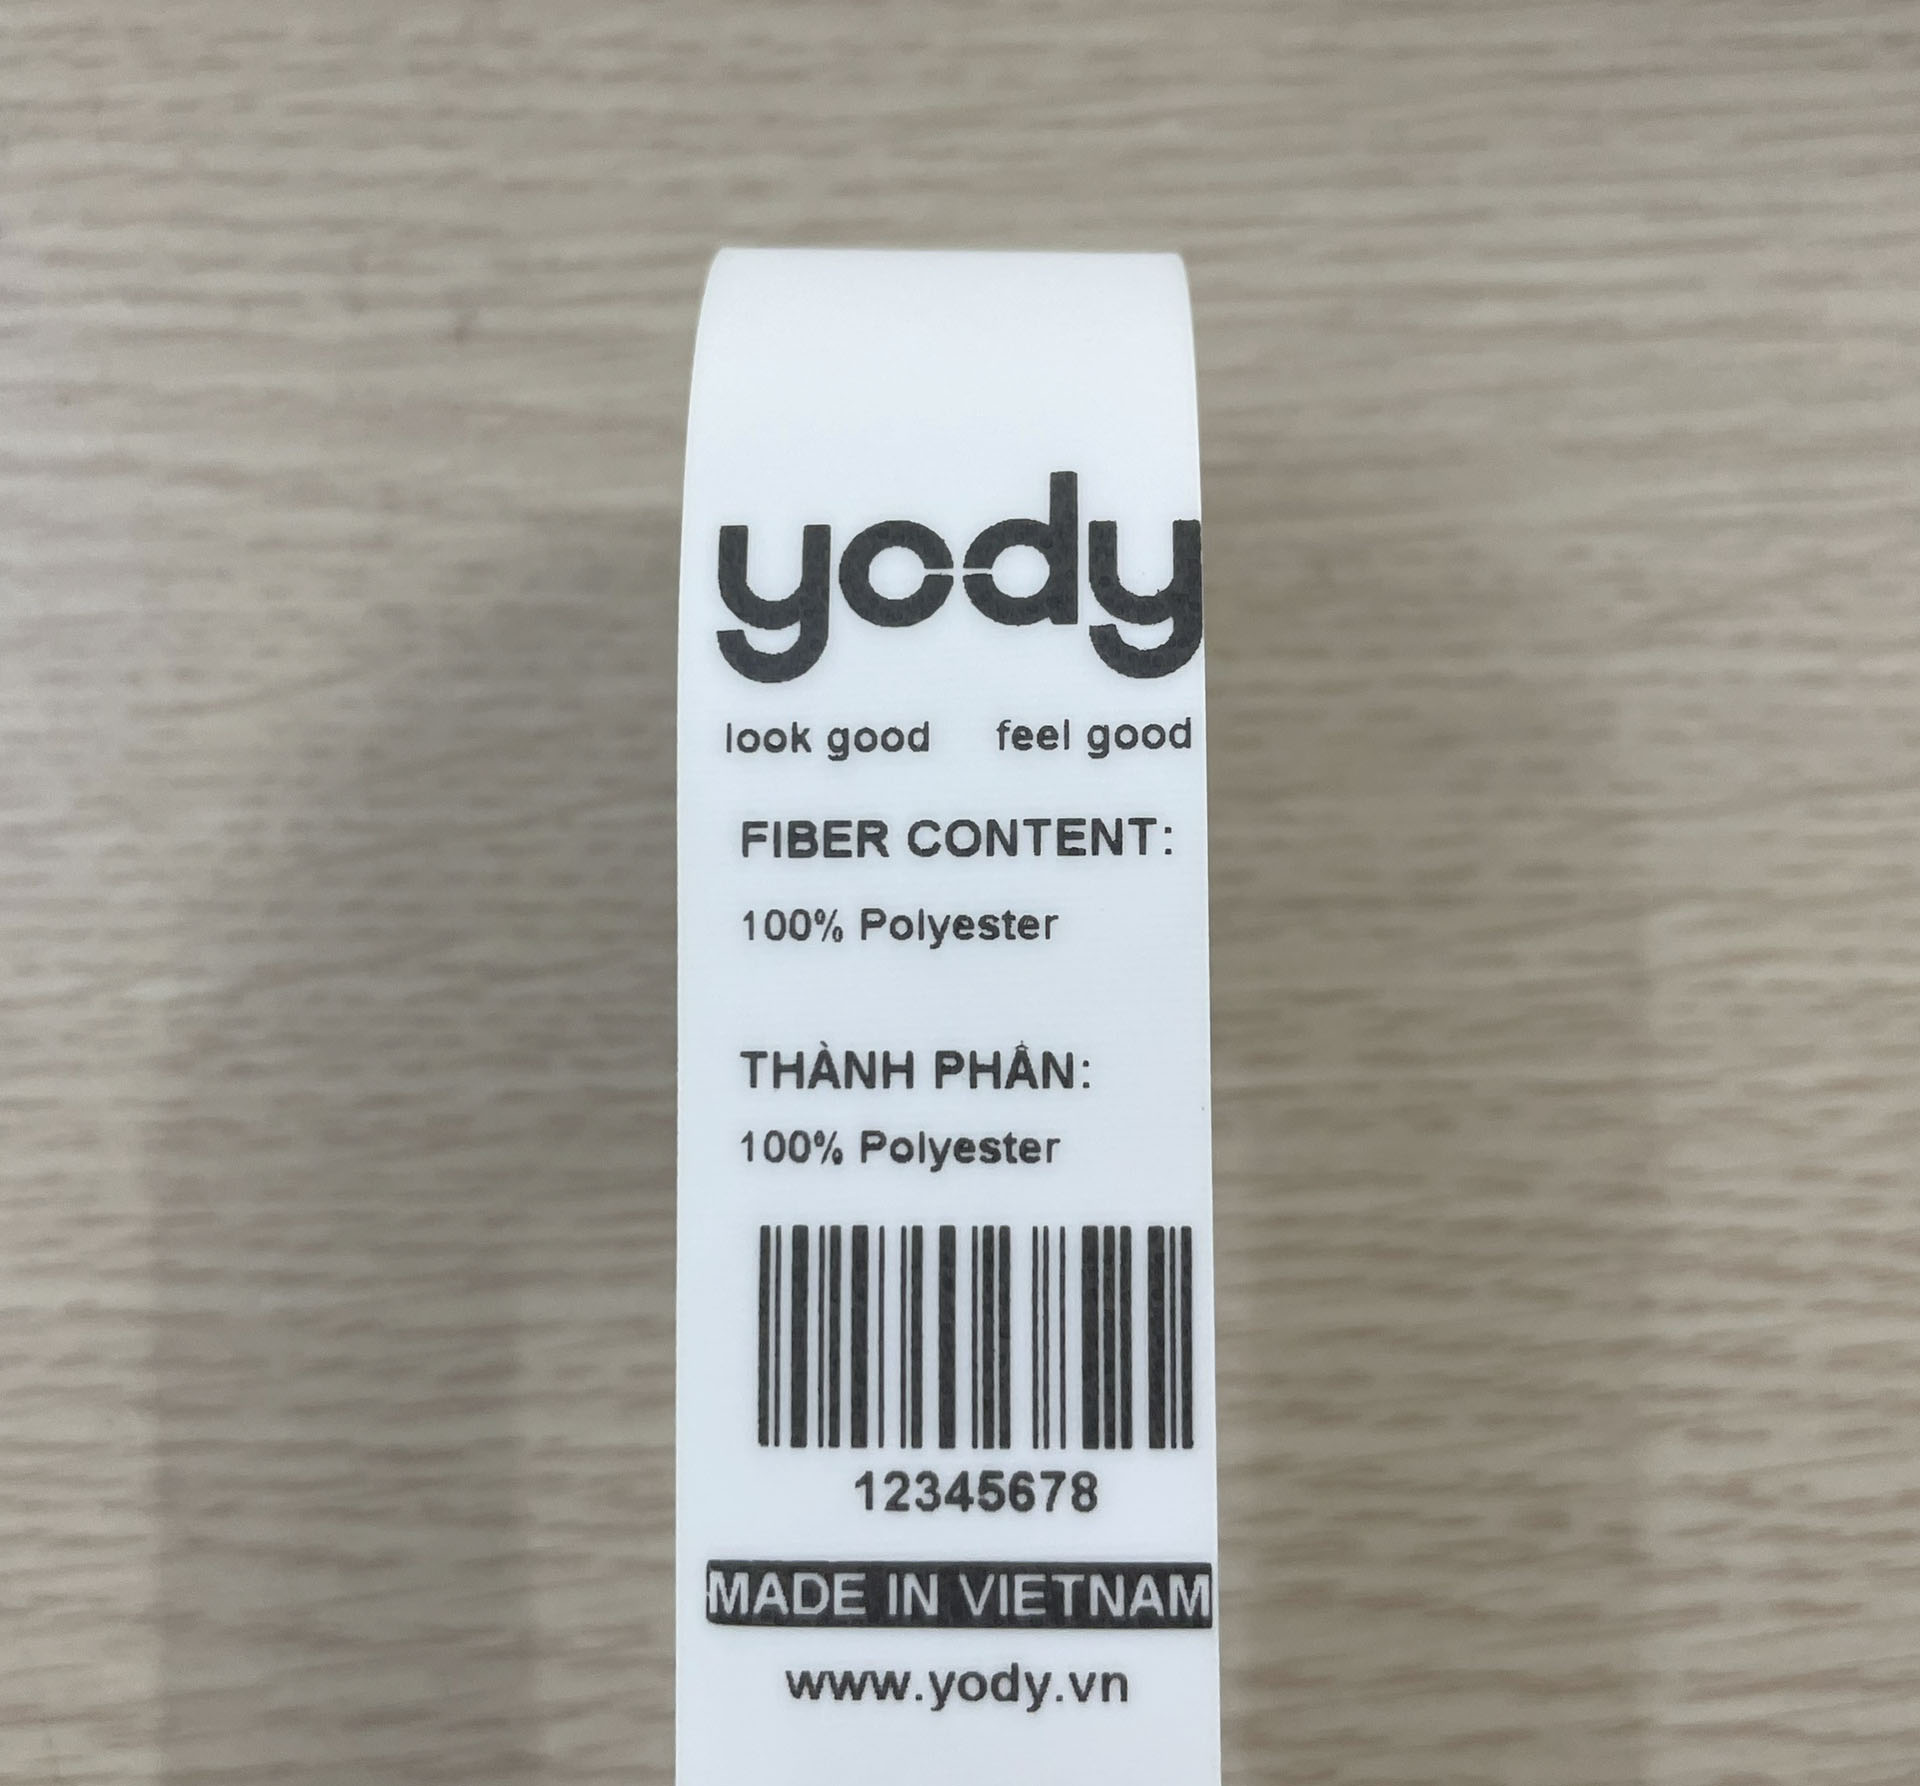 yody
look good feel good
FIBER CONTENT:
100% Polyester
THÀNH PHẦN:
100% Polyester
12345678
MADE IN VIETNAM
www.yody.vn